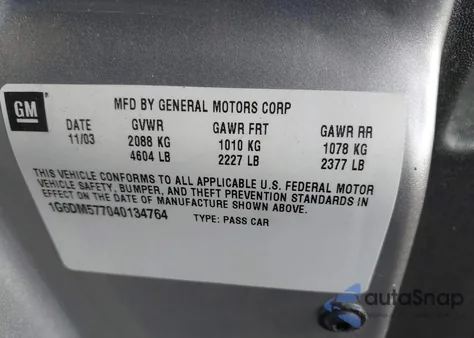 GM
MFD BY GENERAL MOTORS CORP
DATE GVWR GAWR FRT GAWR RR
11/03 2088 KG 1010 KG 1078 KG
4604 LB 2227 LB 2377 LB
THIS VEHICLE CONFORMS TO ALL APPLICABLE U.S. FEDERAL MOTOR
VEHICLE SAFETY, BUMPER, AND THEFT PREVENTION STANDARDS IN
EFFECT ON THE DATE OF MANUFACTURE SHOWN ABOVE.
1G6DM577040134764 TYPE: PASS CAR
autoSnap